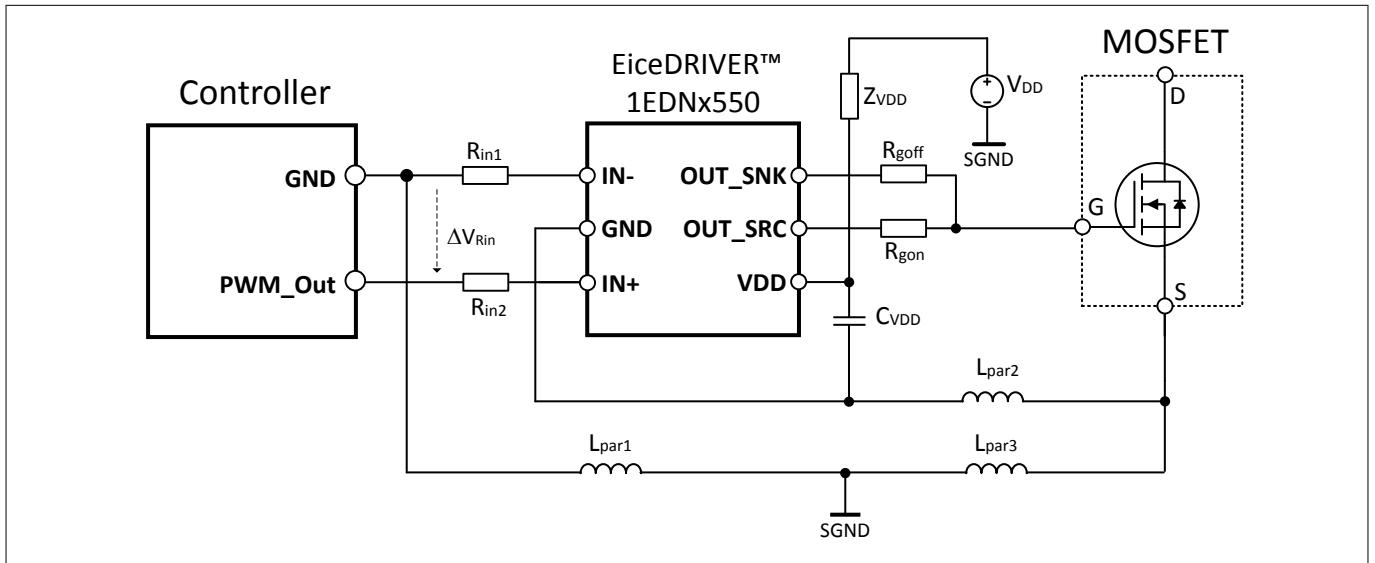 MOSFET
EiceDRIVER™
1EDNx550
Controller
D
VDD
ZVDD
SGND
Rin1
Rgoff
GND
IN-
OUT_SNK
G
GND
OUT_SRC
ΔVRin
Rgon
PWM_Out
IN+
VDD
Rin2
S
CVDD
Lpar2
Lpar1
Lpar3
SGND